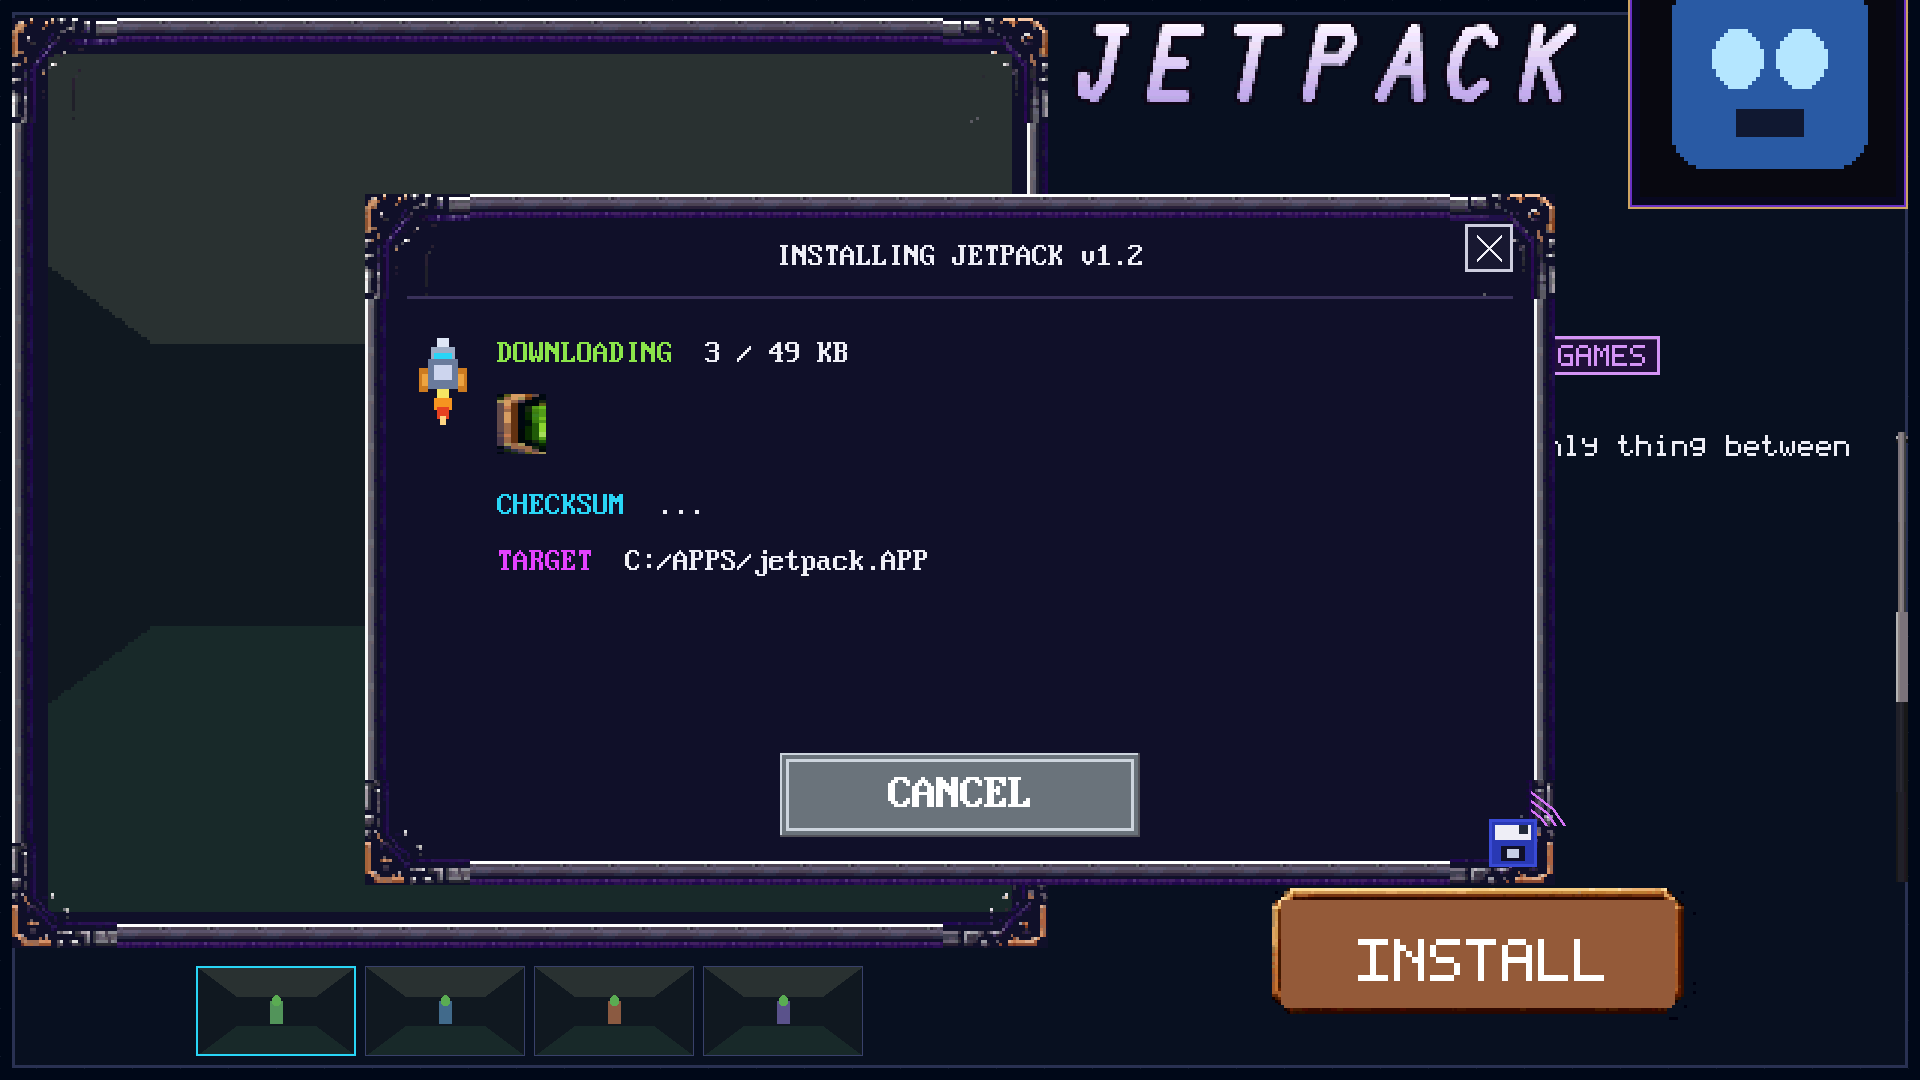 JETPACK
INSTALLING JETPACK v1.2
DOWNLOADING 3 / 49 KB
GAMES
thing between
CHECKSUM ...
TARGET C:/APPS/jetpack.APP
CANCEL
INSTALL